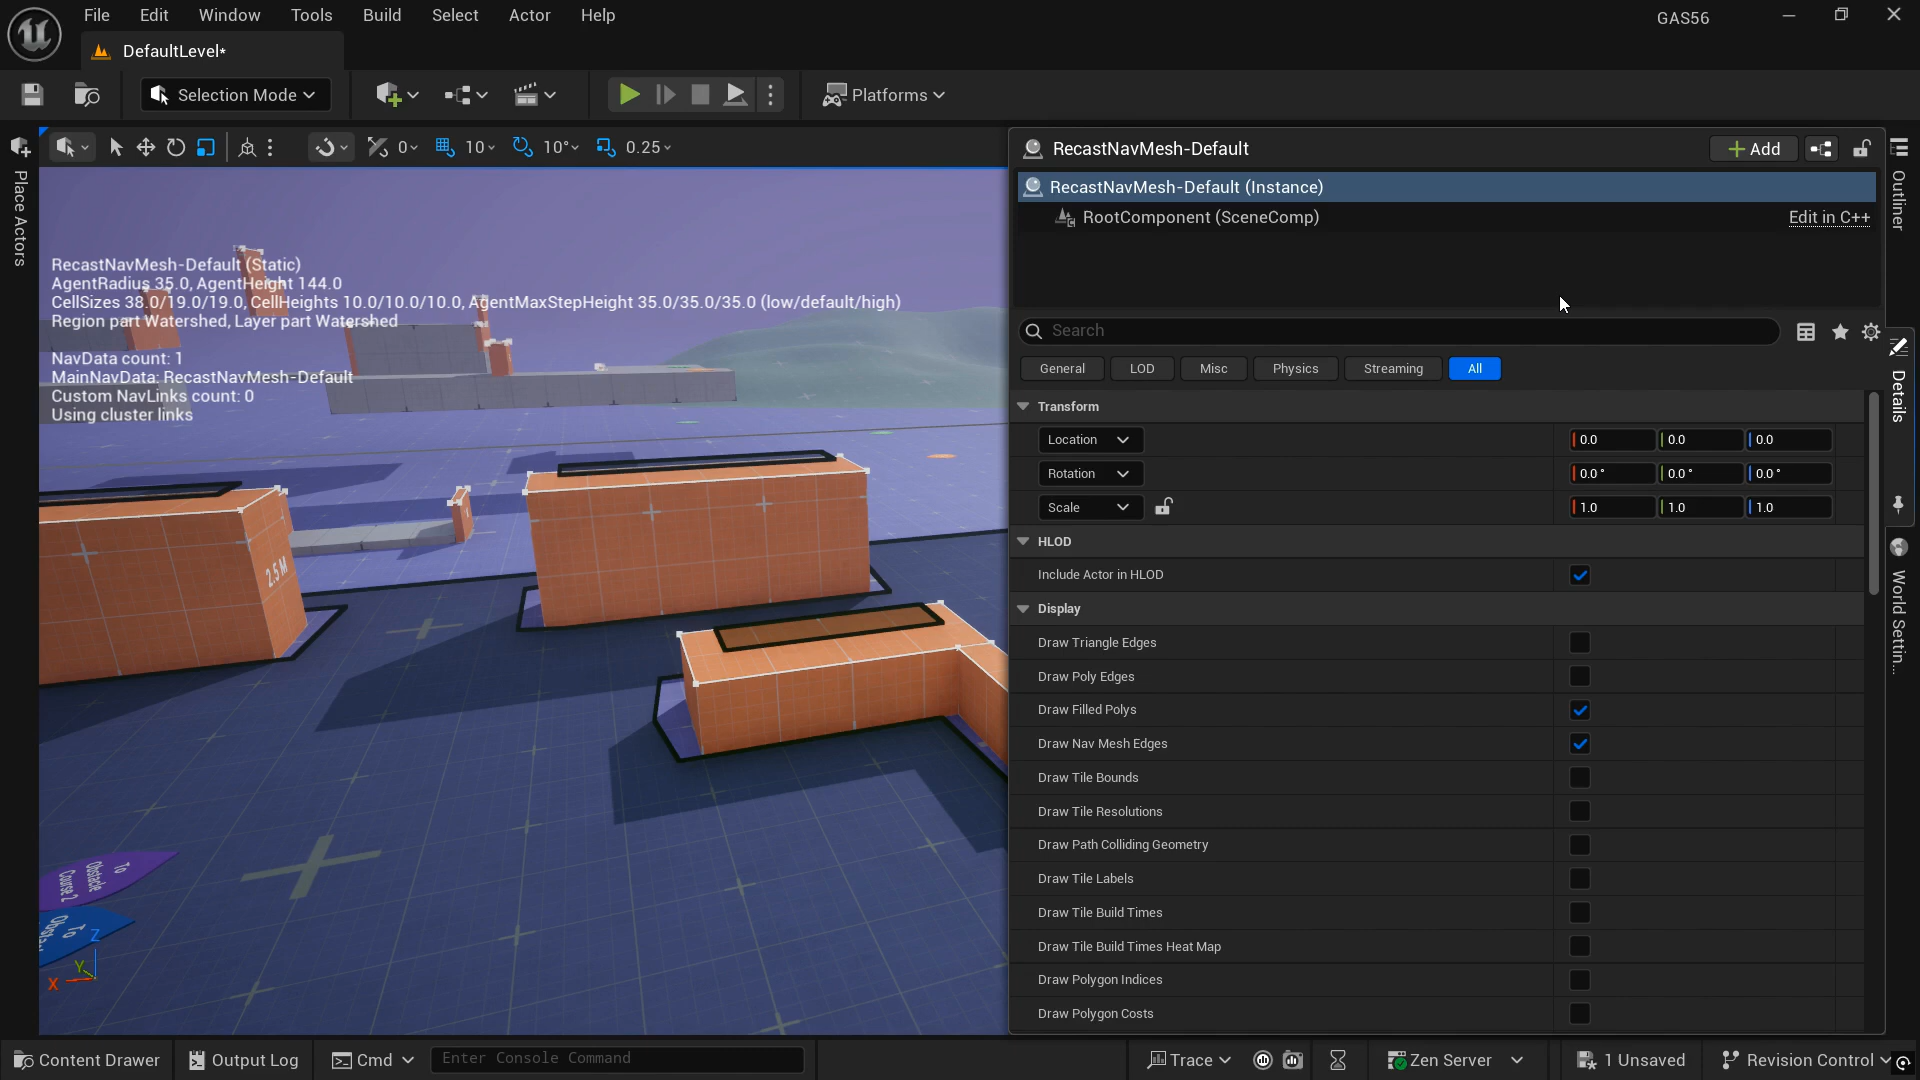 File Edit Window Tools Build Select Actor Help
GAS56
DefaultLevel*
Selection Mode
Platforms
0 10 10° 0.25
Place Actors
RecastNavMesh-Default (Static)
AgentRadius 35.0, AgentHeight 144.0
CellSizes 38.0/19.0/19.0, CellHeights 10.0/10.0/10.0, AgentMaxStepHeight 35.0/35.0/35.0 (low/default/high)
Region part Watershed, Layer part Watershed
NavData count: 1
MainNavData: RecastNavMesh-Default
Custom NavLinks count: 0
Using cluster links
2.5 M
To
Obstacle
Course 2
To
X Y Z
RecastNavMesh-Default
Add
RecastNavMesh-Default (Instance)
RootComponent (SceneComp)
Edit in C++
Search
General LOD Misc Physics Streaming All
Transform
Location 0.0 0.0 0.0
Rotation 0.0° 0.0° 0.0°
Scale 1.0 1.0 1.0
HLOD
Include Actor in HLOD
Display
Draw Triangle Edges
Draw Poly Edges
Draw Filled Polys
Draw Nav Mesh Edges
Draw Tile Bounds
Draw Tile Resolutions
Draw Path Colliding Geometry
Draw Tile Labels
Draw Tile Build Times
Draw Tile Build Times Heat Map
Draw Polygon Indices
Draw Polygon Costs
Outliner
Details
World Settin...
Content Drawer
Output Log
Cmd
Enter Console Command
Trace
Zen Server
1 Unsaved
Revision Control